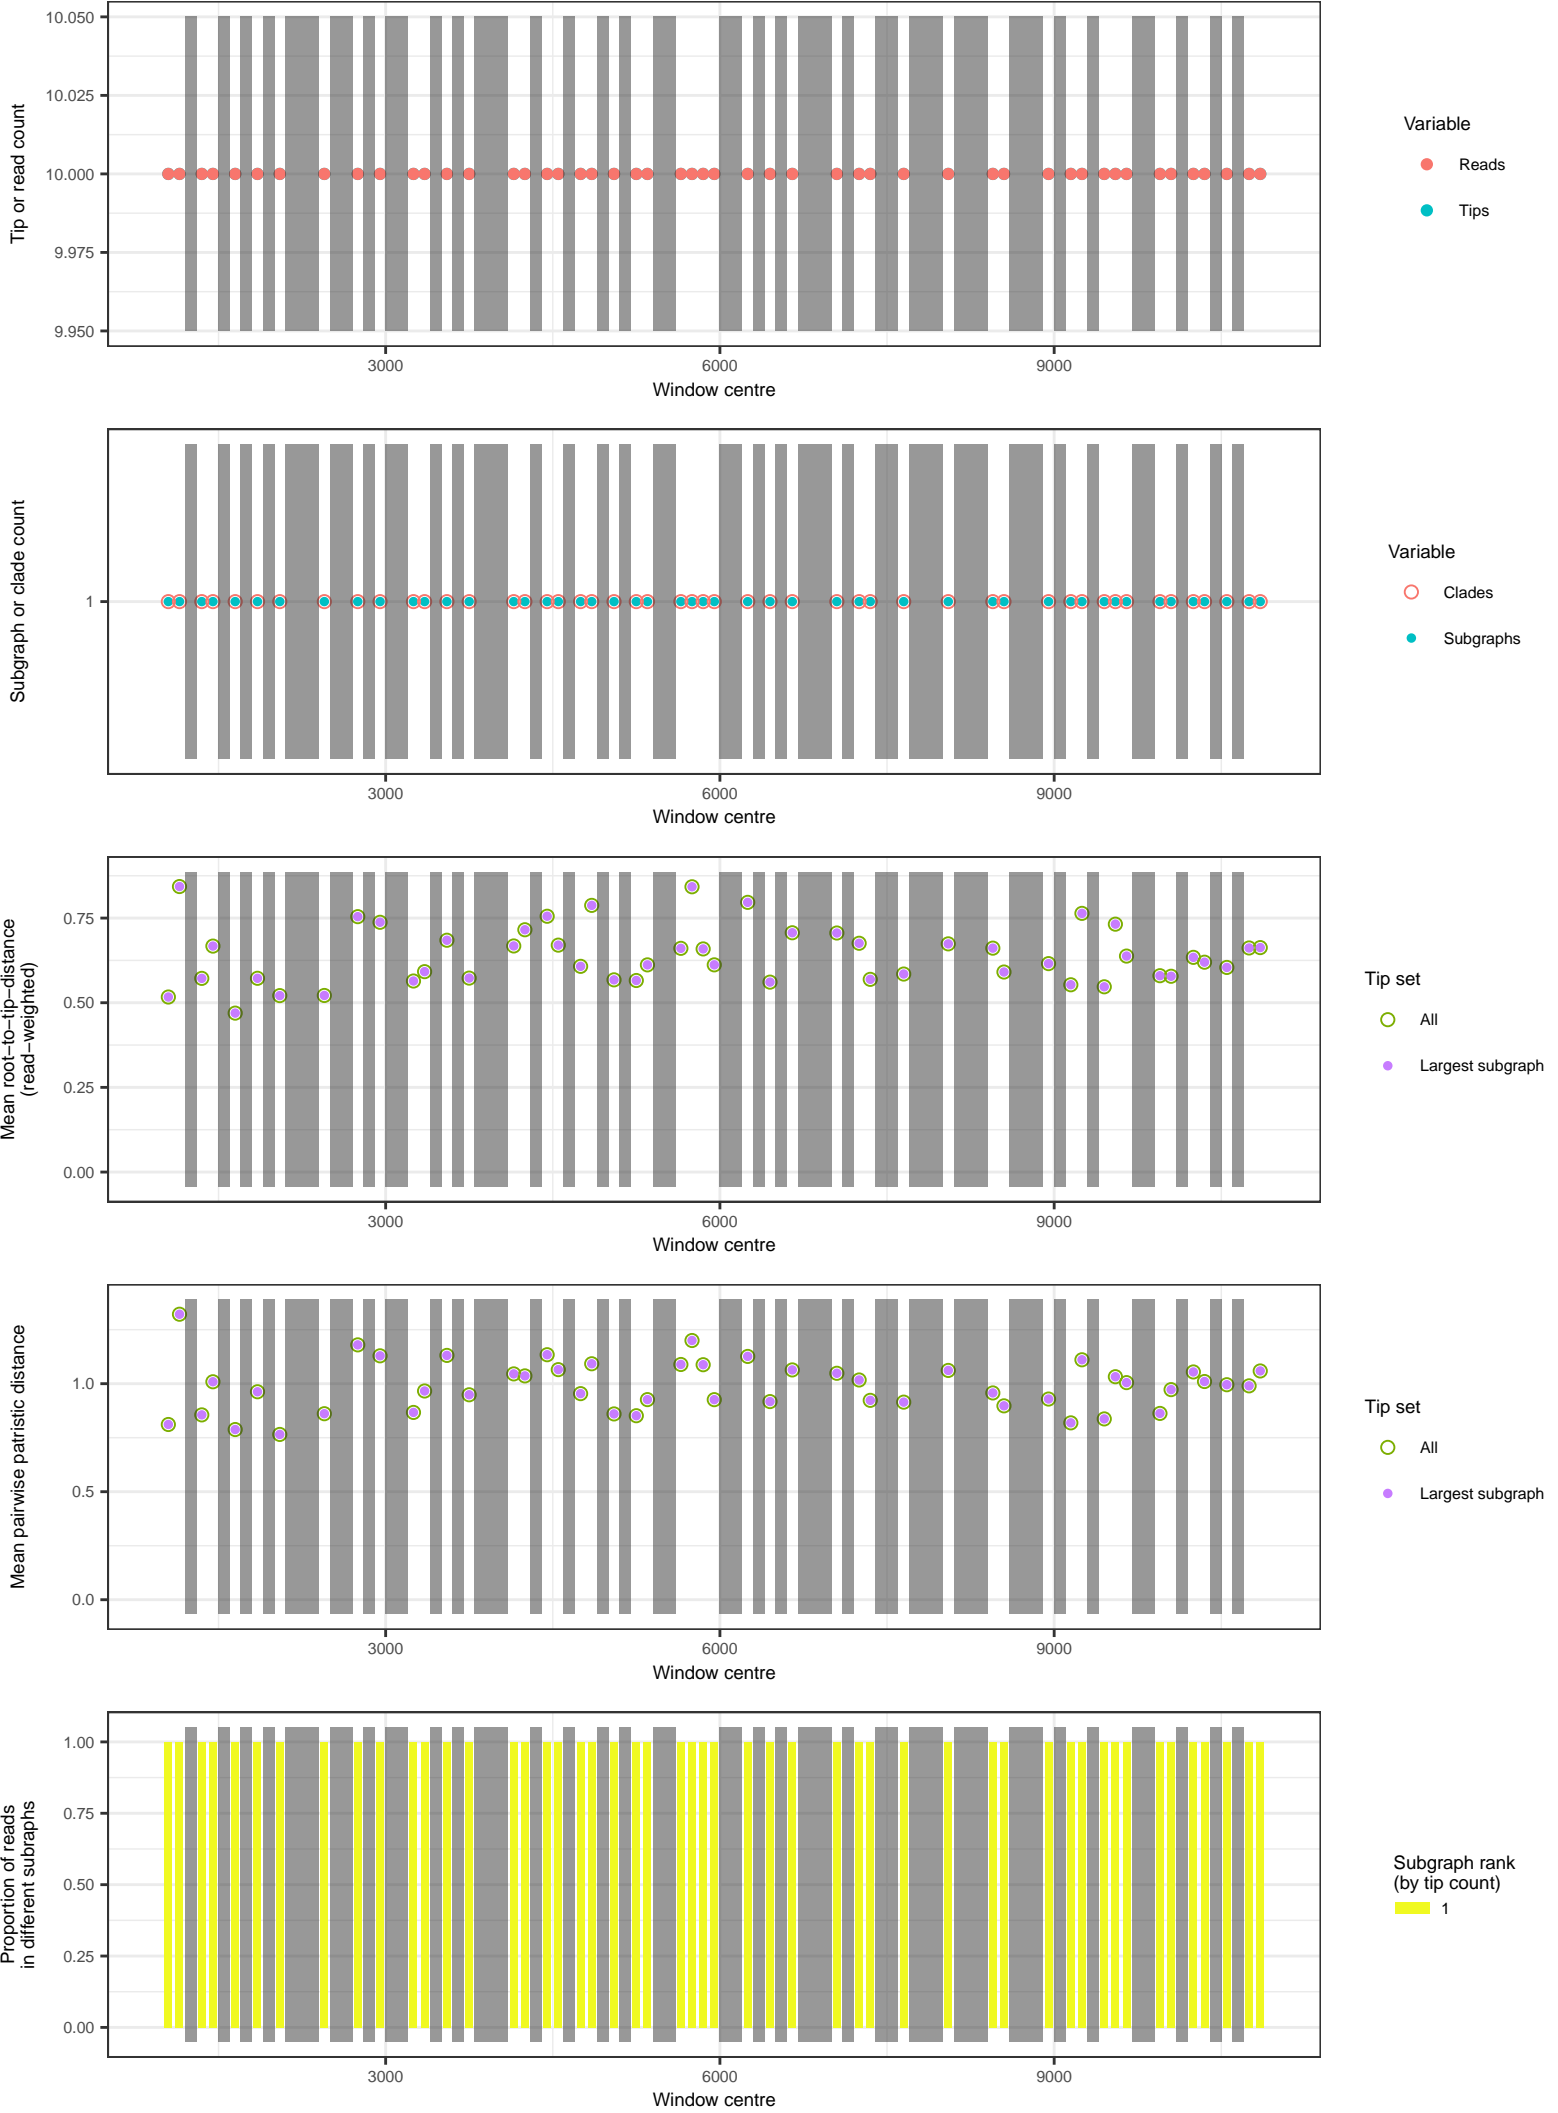 10.050
10.025
10.000
9.975
9.950
Tip or read count
3000 6000 9000
Window centre
Variable
Reads
Tips
Subgraph or clade count
1
3000 6000 9000
Window centre
Variable
Clades
Subgraphs
Mean root−to−tip−distance
(read−weighted)
0.75
0.50
0.25
0.00
3000 6000 9000
Window centre
Tip set
All
Largest subgraph
Mean pairwise patristic distance
1.0
0.5
0.0
3000 6000 9000
Window centre
Tip set
All
Largest subgraph
Proportion of reads
in different subraphs
1.00
0.75
0.50
0.25
0.00
3000 6000 9000
Window centre
Subgraph rank
(by tip count)
1